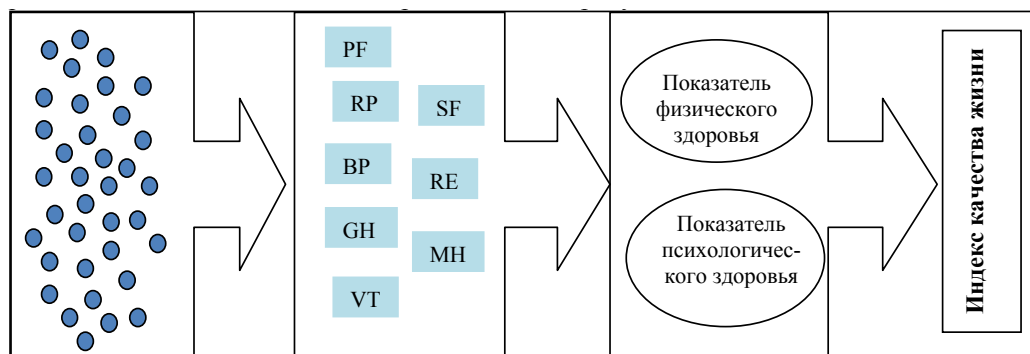 PF
RP
SF
BP
RE
GH
MH
VT
Показатель
физического
здоровья
Показатель
психологичес-
кого здоровья
Индекс качества жизни